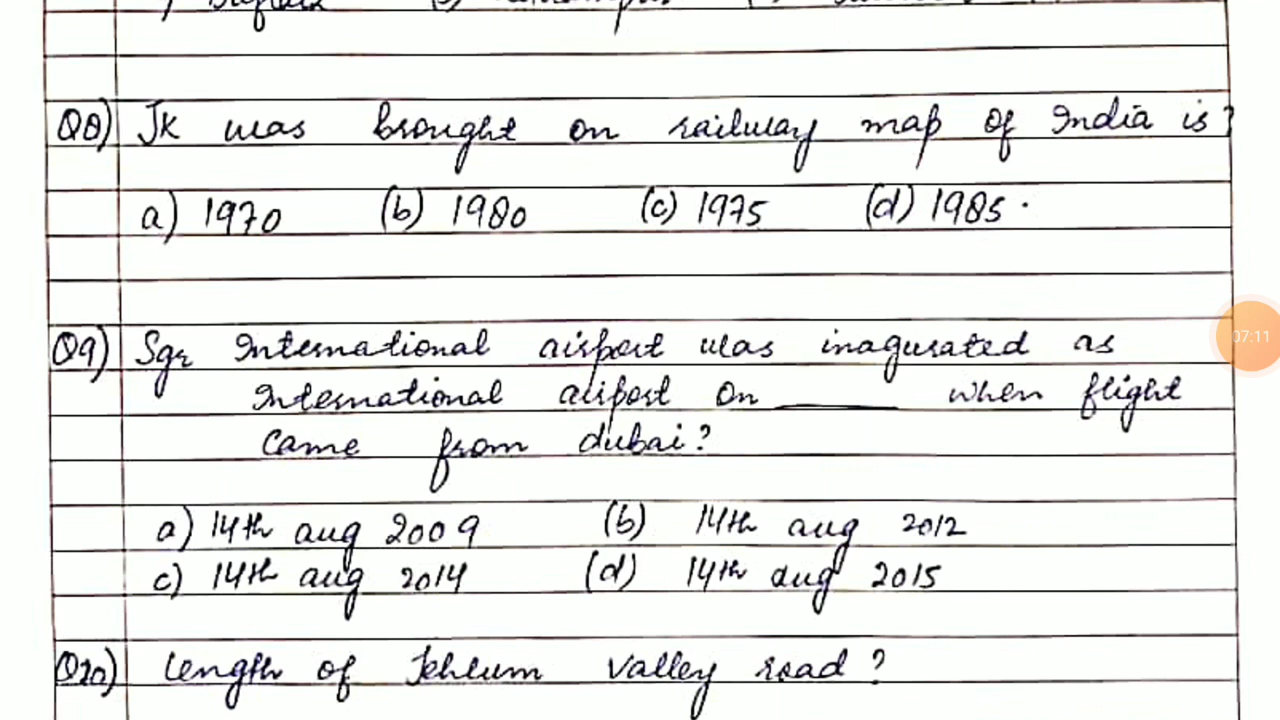 Q8) JK was brought on railway map of India is?
a) 1970 (b) 1980 (c) 1975 (d) 1985.
Q9) Sgr International airport was inagurated as
International airport on ______ when flight
came from dubai?
a) 14th aug 2009 (b) 14th aug 2012
c) 14th aug 2014 (d) 14th aug 2015
07:11
Q10) Length of Jehlum valley road?